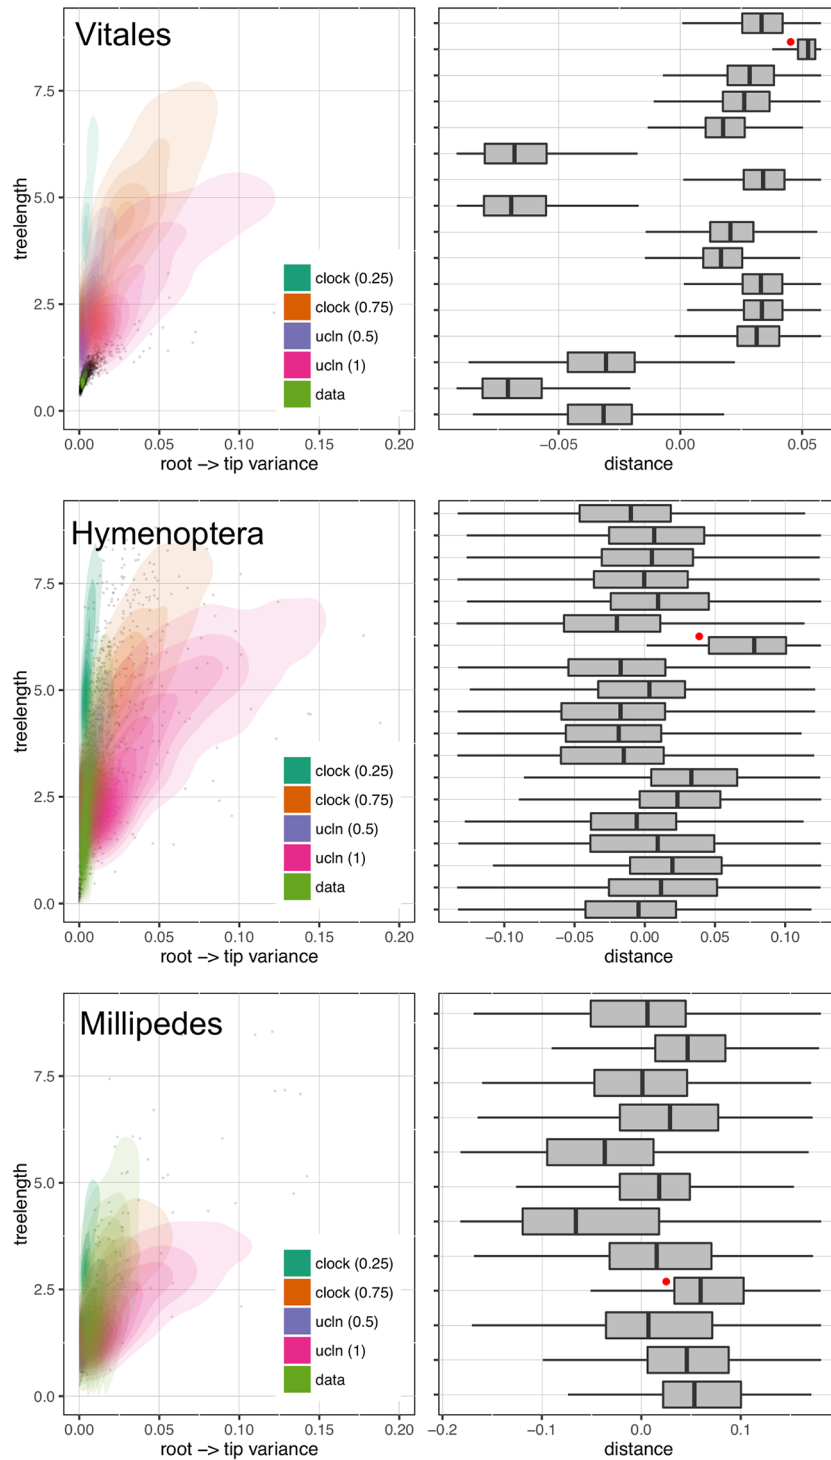 Vitales
treelength
7.5
5.0
2.5
0.0
clock (0.25)
clock (0.75)
ucln (0.5)
ucln (1)
data
0.00 0.05 0.10 0.15 0.20
root −> tip variance
−0.05 0.00 0.05
distance
Hymenoptera
treelength
7.5
5.0
2.5
0.0
clock (0.25)
clock (0.75)
ucln (0.5)
ucln (1)
data
0.00 0.05 0.10 0.15 0.20
root −> tip variance
−0.10 −0.05 0.00 0.05 0.10
distance
Millipedes
treelength
7.5
5.0
2.5
0.0
clock (0.25)
clock (0.75)
ucln (0.5)
ucln (1)
data
0.00 0.05 0.10 0.15 0.20
root −> tip variance
−0.2 −0.1 0.0 0.1
distance